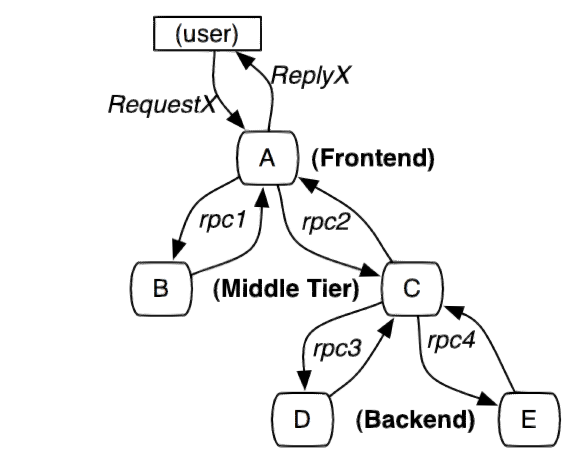 (user)
ReplyX
RequestX
A (Frontend)
rpc1 rpc2
B (Middle Tier) C
rpc3 rpc4
D (Backend) E